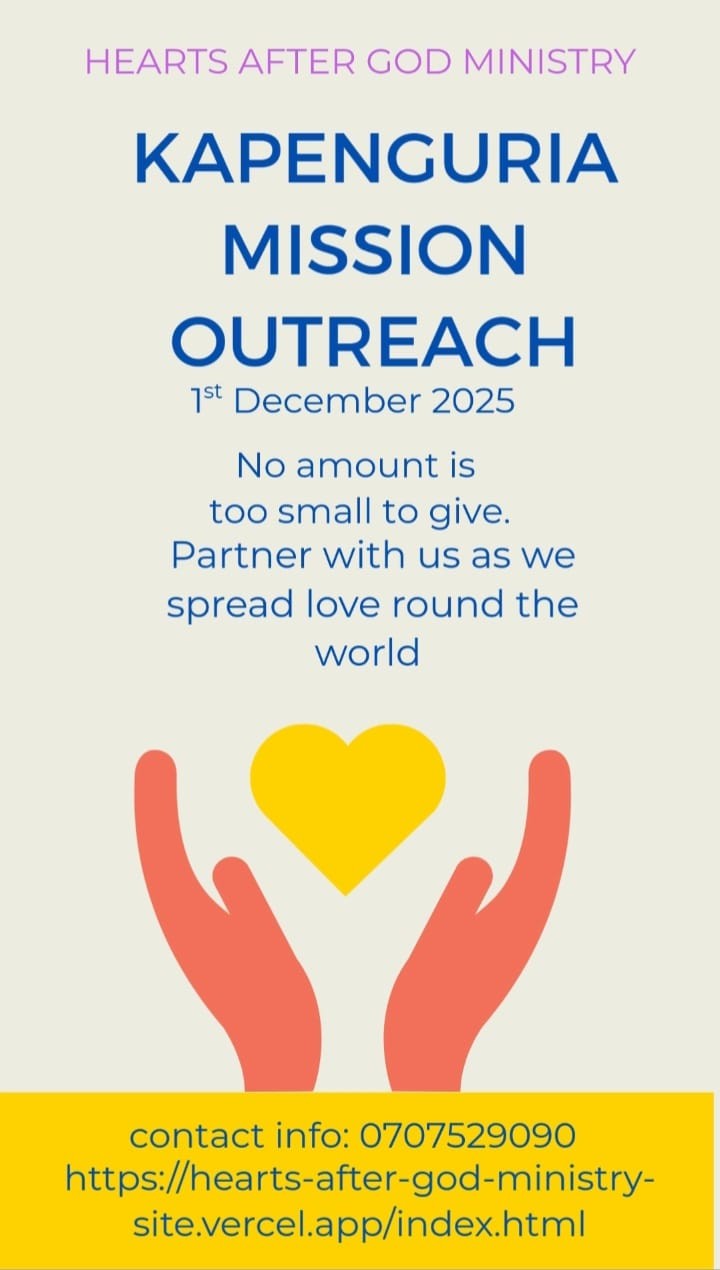 HEARTS AFTER GOD MINISTRY
KAPENGURIA
MISSION
OUTREACH
1st December 2025
No amount is
too small to give.
Partner with us as we
spread love round the
world
contact info: 0707529090
https://hearts-after-god-ministry-
site.vercel.app/index.html